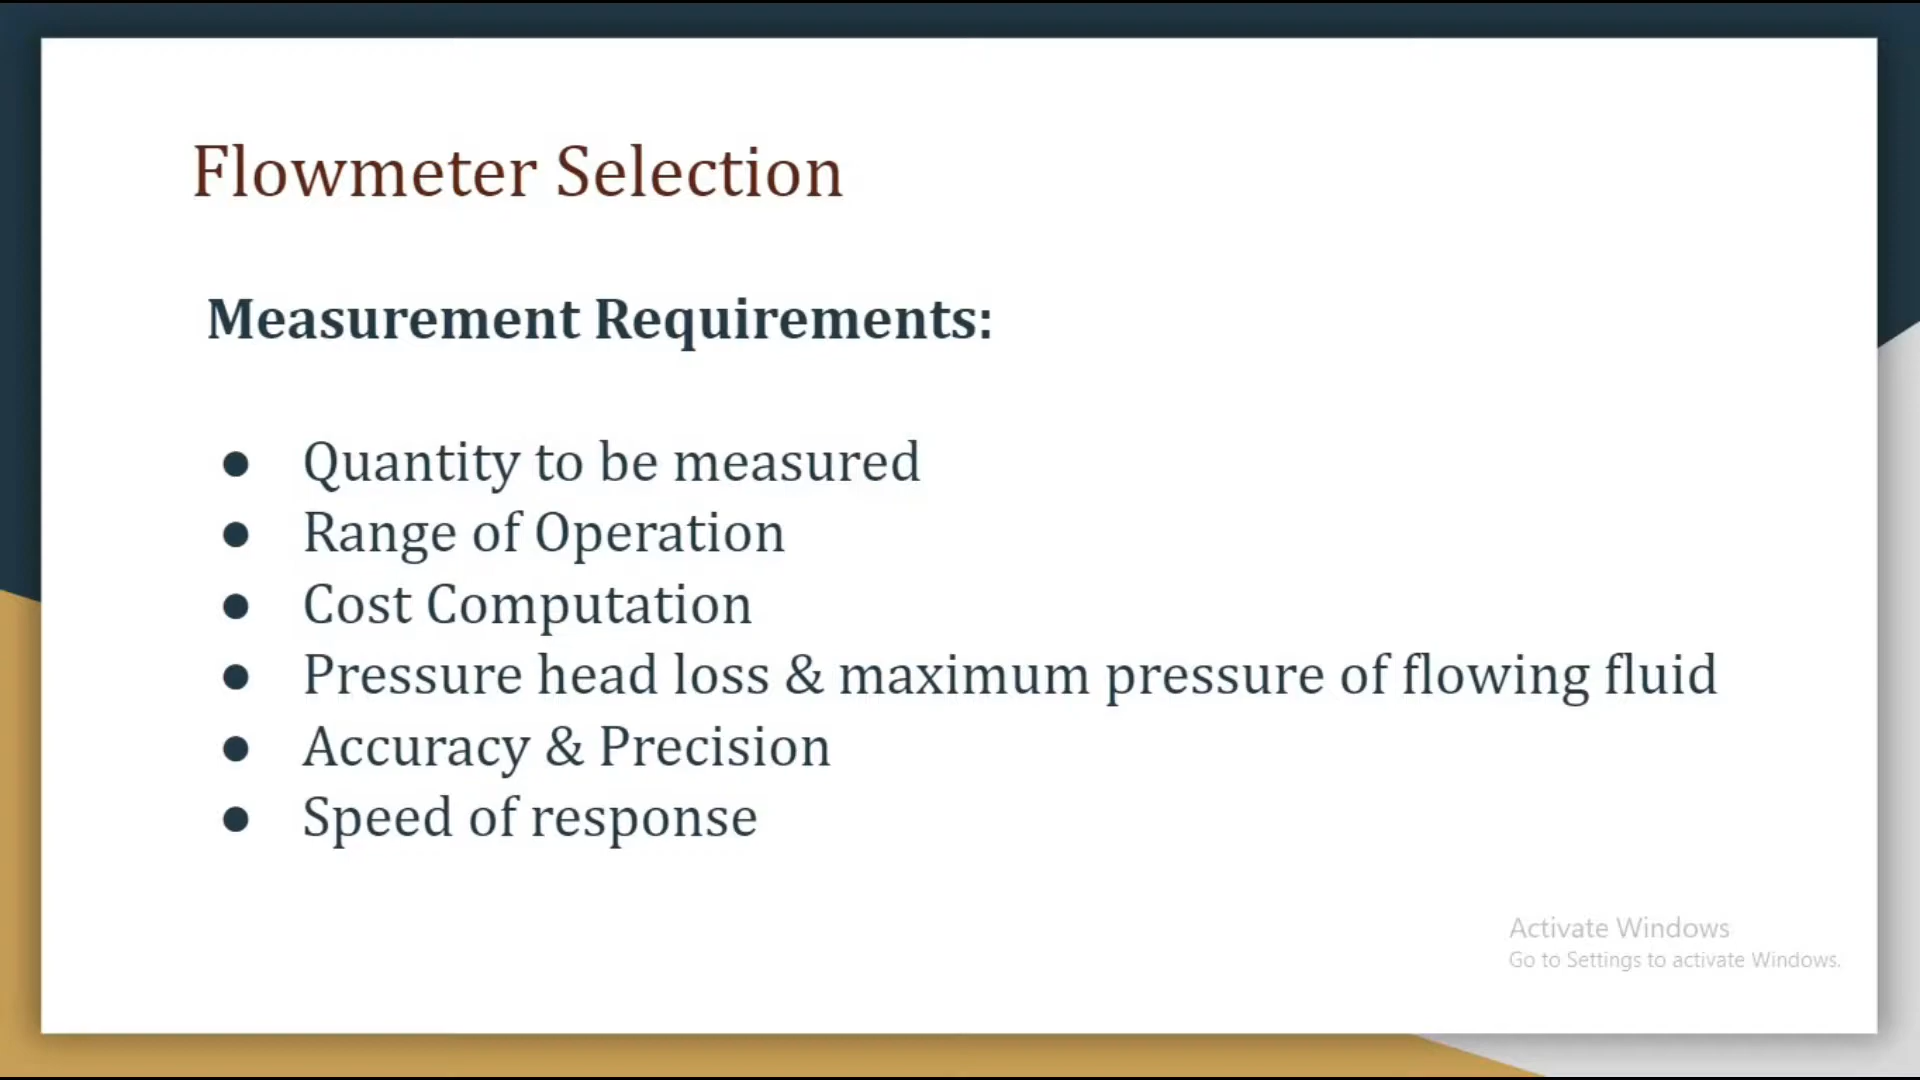 Flowmeter Selection
Measurement Requirements:
● Quantity to be measured
● Range of Operation
● Cost Computation
● Pressure head loss & maximum pressure of flowing fluid
● Accuracy & Precision
● Speed of response
Activate Windows
Go to Settings to activate Windows.